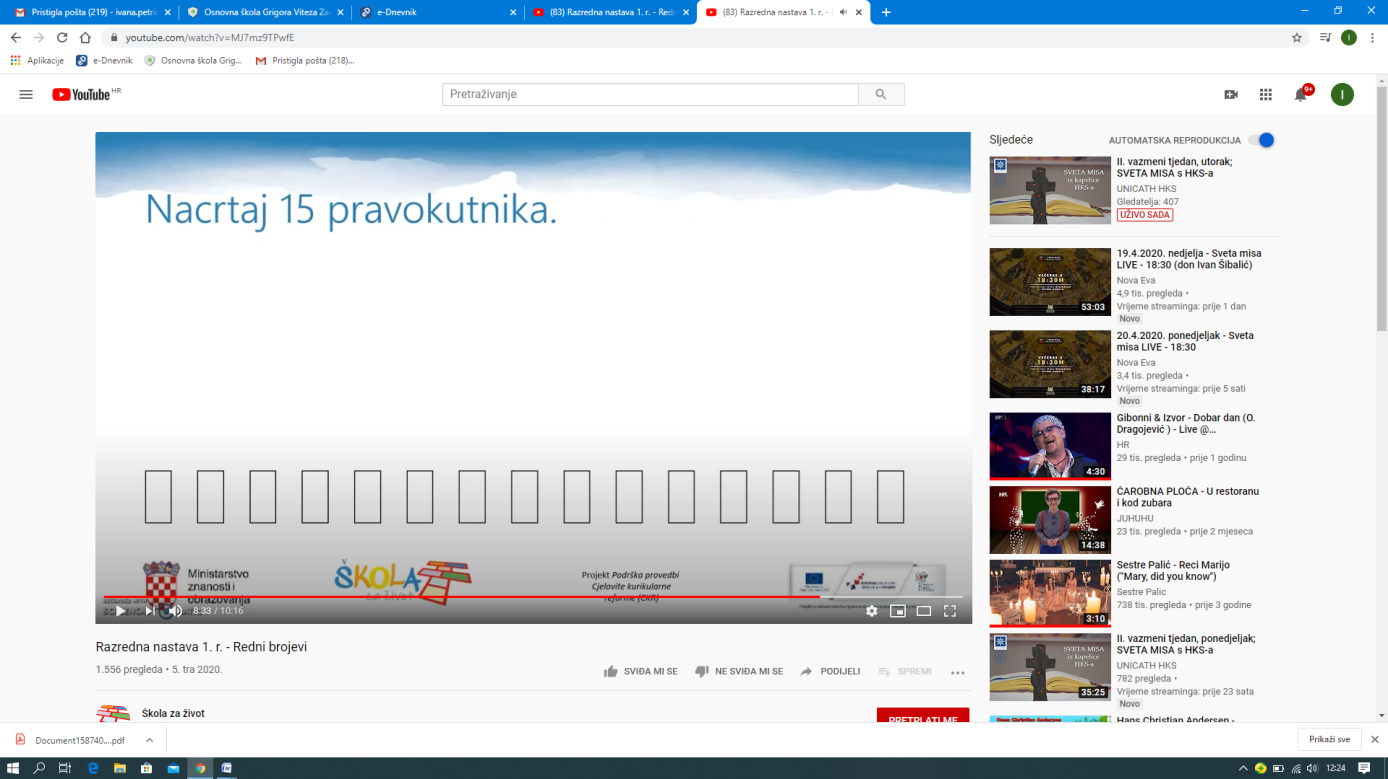 Pristigla pošta (219) - ivana.petri
Osnovna škola Grigora Viteza Za
e-Dnevnik
(83) Razredna nastava 1. r. - Redn
(83) Razredna nastava 1. r. -
youtube.com/watch?v=MJ7mz9TPwfE
Aplikacije
e-Dnevnik
Osnovna škola Grig...
Pristigla pošta (218)...
YouTube HR
Pretraživanje
9+
I
Nacrtaj 15 pravokutnika.
Ministarstvo
znanosti i
obrazovanja
ŠKOLA
za život
Projekt Podrška provedbi
Cjelovite kurikularne
reforme (CKR)
8:33 / 10:16
Razredna nastava 1. r. - Redni brojevi
1.556 pregleda • 5. tra 2020.
SVIĐA MI SE
NE SVIĐA MI SE
PODIJELI
SPREMI
Škola za život
PRETPLATI ME
Sljedeće
AUTOMATSKA REPRODUKCIJA
SVETA MISA
iz kapelice
HKS-a
II. vazmeni tjedan, utorak;
SVETA MISA s HKS-a
UNICATH HKS
Gledatelja: 407
UŽIVO SADA
53:03
19.4.2020. nedjelja - Sveta misa
LIVE - 18:30 (don Ivan Šibalić)
Nova Eva
4,9 tis. pregleda •
Vrijeme streaminga: prije 1 dan
Novo
38:17
20.4.2020. ponedjeljak - Sveta
misa LIVE - 18:30
Nova Eva
3,4 tis. pregleda •
Vrijeme streaminga: prije 5 sati
Novo
4:30
Gibonni & Izvor - Dobar dan (O.
Dragojević ) - Live @...
HR
29 tis. pregleda • prije 1 godinu
14:38
ČAROBNA PLOČA - U restoranu
i kod zubara
JUHUHU
23 tis. pregleda • prije 2 mjeseca
3:10
Sestre Palić - Reci Marijo
("Mary, did you know")
Sestre Palic
738 tis. pregleda • prije 3 godine
SVETA MISA
iz kapelice
HKS-a
35:25
II. vazmeni tjedan, ponedjeljak;
SVETA MISA s HKS-a
UNICATH HKS
782 pregleda •
Vrijeme streaminga: prije 23 sata
Novo
Hans Christian Andersen -
Document158740....pdf
Prikaži sve
12:24